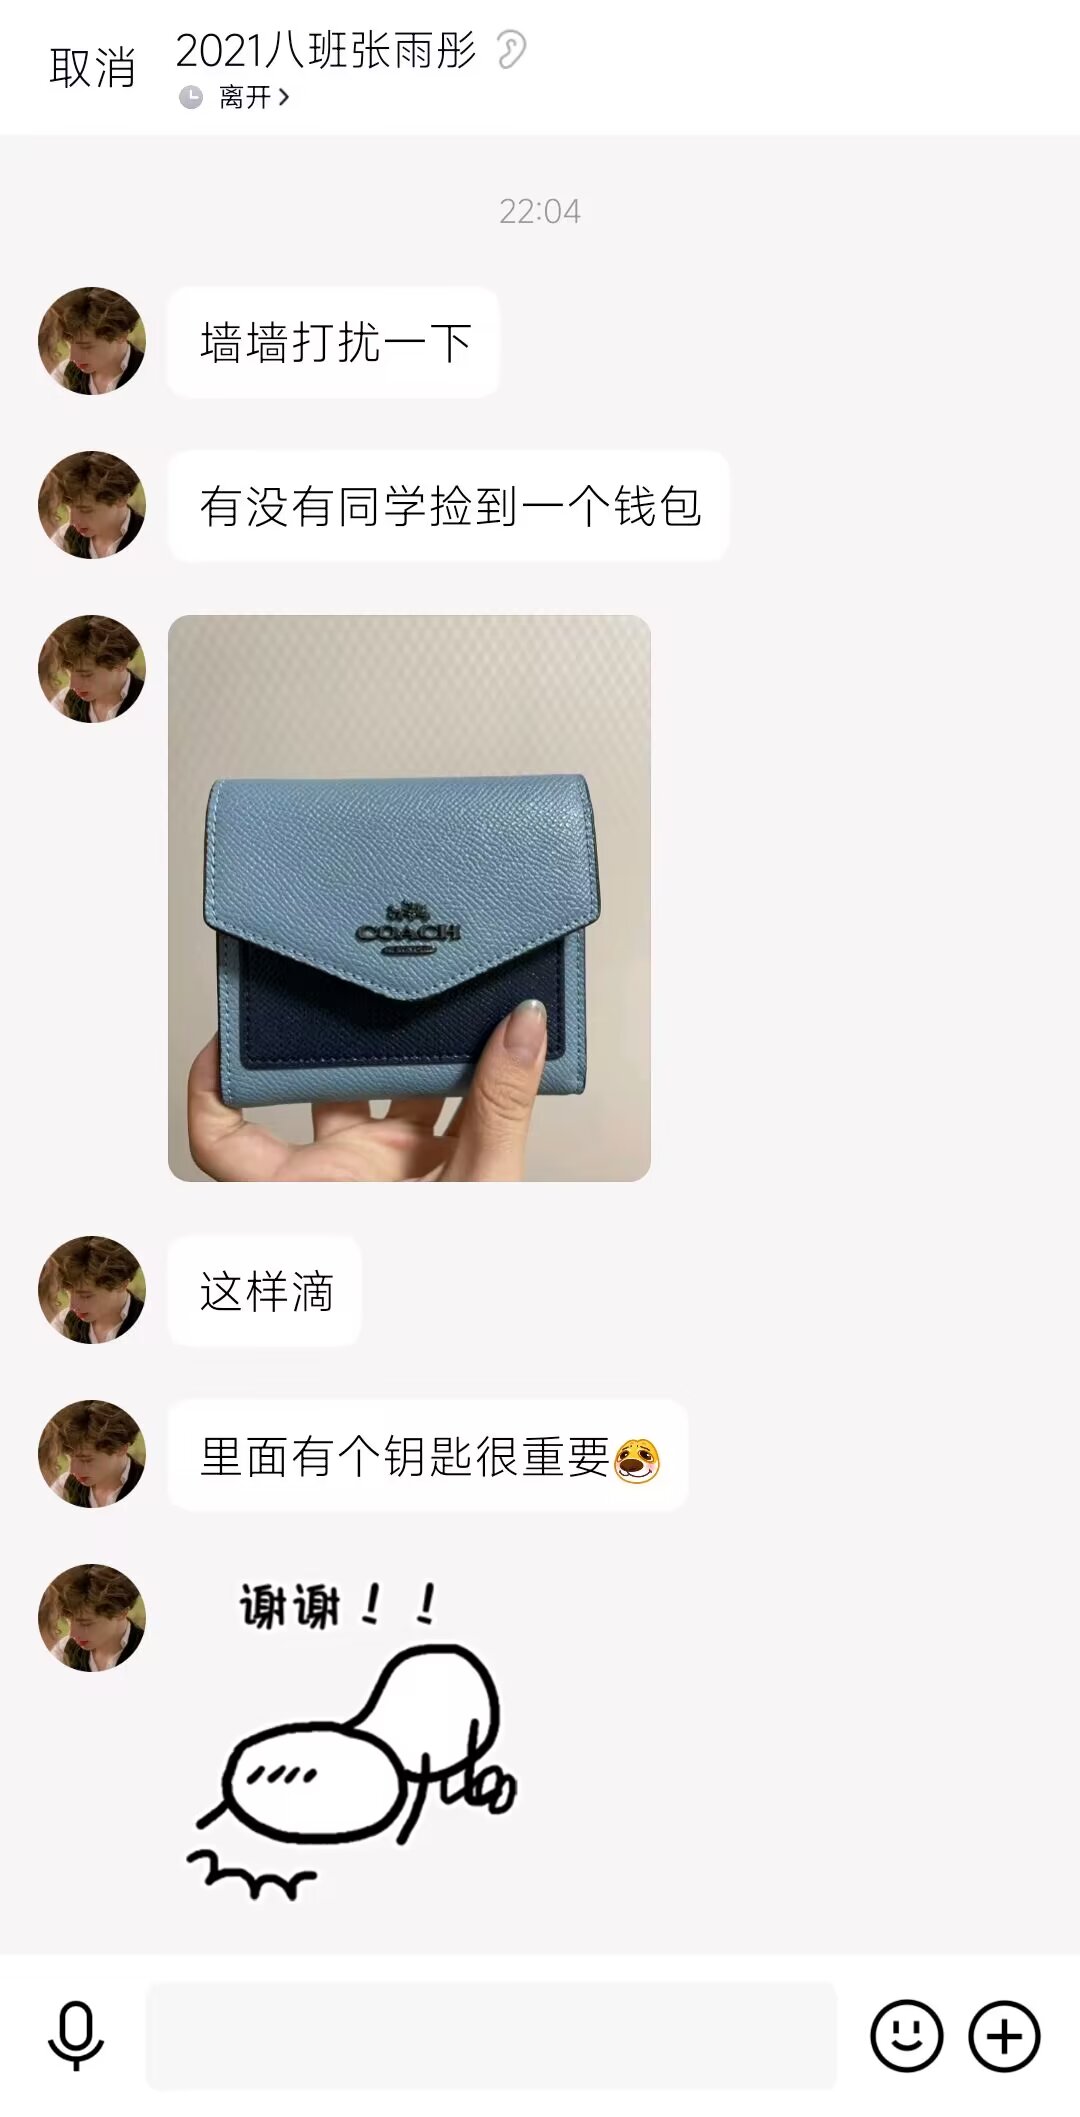 取消
2021八班张雨彤
离开
22:04
墙墙打扰一下
有没有同学捡到一个钱包
COACH
这样滴
里面有个钥匙很重要
谢谢！！